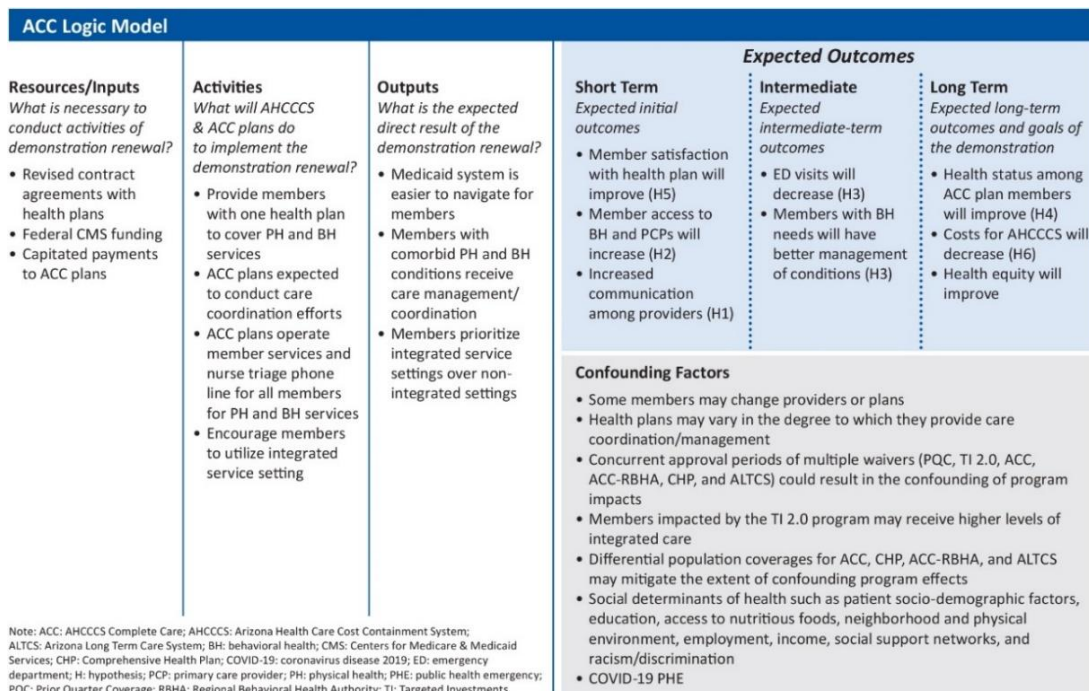 ACC Logic Model
Resources/Inputs
What is necessary to
conduct activities of
demonstration renewal?
• Revised contract
agreements with
health plans
• Federal CMS funding
• Capitated payments
to ACC plans
Activities
What will AHCCCS
& ACC plans do
to implement the
demonstration renewal?
• Provide members
with one health plan
to cover PH and BH
services
• ACC plans expected
to conduct care
coordination efforts
• ACC plans operate
member services and
nurse triage phone
line for all members
for PH and BH services
• Encourage members
to utilize integrated
service setting
Outputs
What is the expected
direct result of the
demonstration renewal?
• Medicaid system is
easier to navigate for
members
• Members with
comorbid PH and BH
conditions receive
care management/
coordination
• Members prioritize
integrated service
settings over non-
integrated settings
Expected Outcomes
Short Term
Expected initial
outcomes
• Member satisfaction
with health plan will
improve (H5)
• Member access to
BH and PCPs will
increase (H2)
• Increased
communication
among providers (H1)
Intermediate
Expected
intermediate-term
outcomes
• ED visits will
decrease (H3)
• Members with BH
needs will have
better management
of conditions (H3)
Long Term
Expected long-term
outcomes and goals of
the demonstration
• Health status among
ACC plan members
will improve (H4)
• Costs for AHCCCS will
decrease (H6)
• Health equity will
improve
Confounding Factors
• Some members may change providers or plans
• Health plans may vary in the degree to which they provide care
coordination/management
• Concurrent approval periods of multiple waivers (PQC, TI 2.0, ACC,
ACC-RBHA, CHP, and ALTCS) could result in the confounding of program
impacts
• Members impacted by the TI 2.0 program may receive higher levels of
integrated care
• Differential population coverages for ACC, CHP, ACC-RBHA, and ALTCS
may mitigate the extent of confounding program effects
• Social determinants of health such as patient socio-demographic factors,
education, access to nutritious foods, neighborhood and physical
environment, employment, income, social support networks, and
racism/discrimination
• COVID-19 PHE
Note: ACC: AHCCCS Complete Care; AHCCCS: Arizona Health Care Cost Containment System;
ALTCS: Arizona Long Term Care System; BH: behavioral health; CMS: Centers for Medicare & Medicaid
Services; CHP: Comprehensive Health Plan; COVID-19: coronavirus disease 2019; ED: emergency
department; H: hypothesis; PCP: primary care provider; PH: physical health; PHE: public health emergency;
PQC: Prior Quarter Coverage; RBHA: Regional Behavioral Health Authority; TI: Targeted Investments